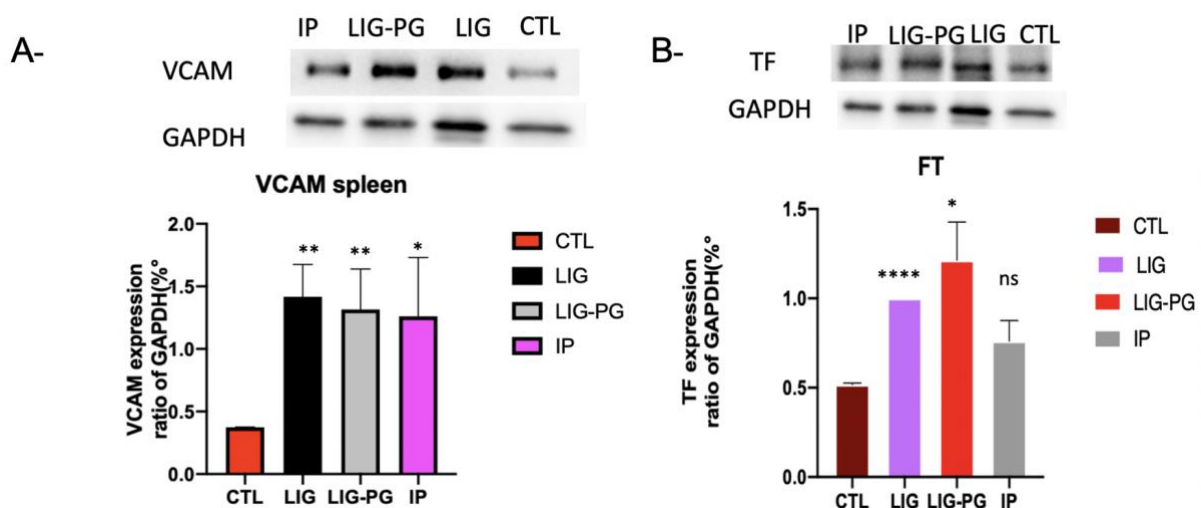 A-
IP LIG-PG LIG CTL
VCAM
GAPDH
VCAM spleen
VCAM expression
ratio of GAPDH(%°
2.0
1.5
1.0
0.5
0.0
** ** *
CTL LIG LIG-PG IP
CTL
LIG
LIG-PG
IP
B-
IP LIG-PG LIG CTL
TF
GAPDH
FT
TF expression
ratio of GAPDH(%°
1.5
1.0
0.5
0.0
**** * ns
CTL LIG LIG-PG IP
CTL
LIG
LIG-PG
IP